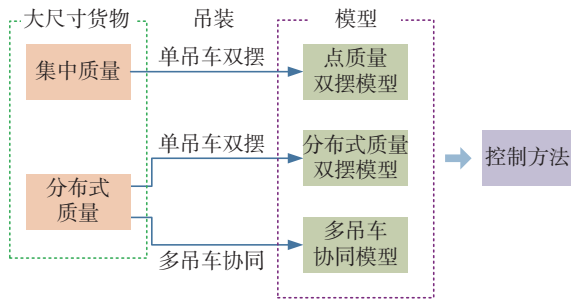 大尺寸货物
吊装
模型
集中质量
单吊车双摆
点质量
双摆模型
单吊车双摆
分布式质量
双摆模型
控制方法
分布式
质量
多吊车协同
多吊车
协同模型